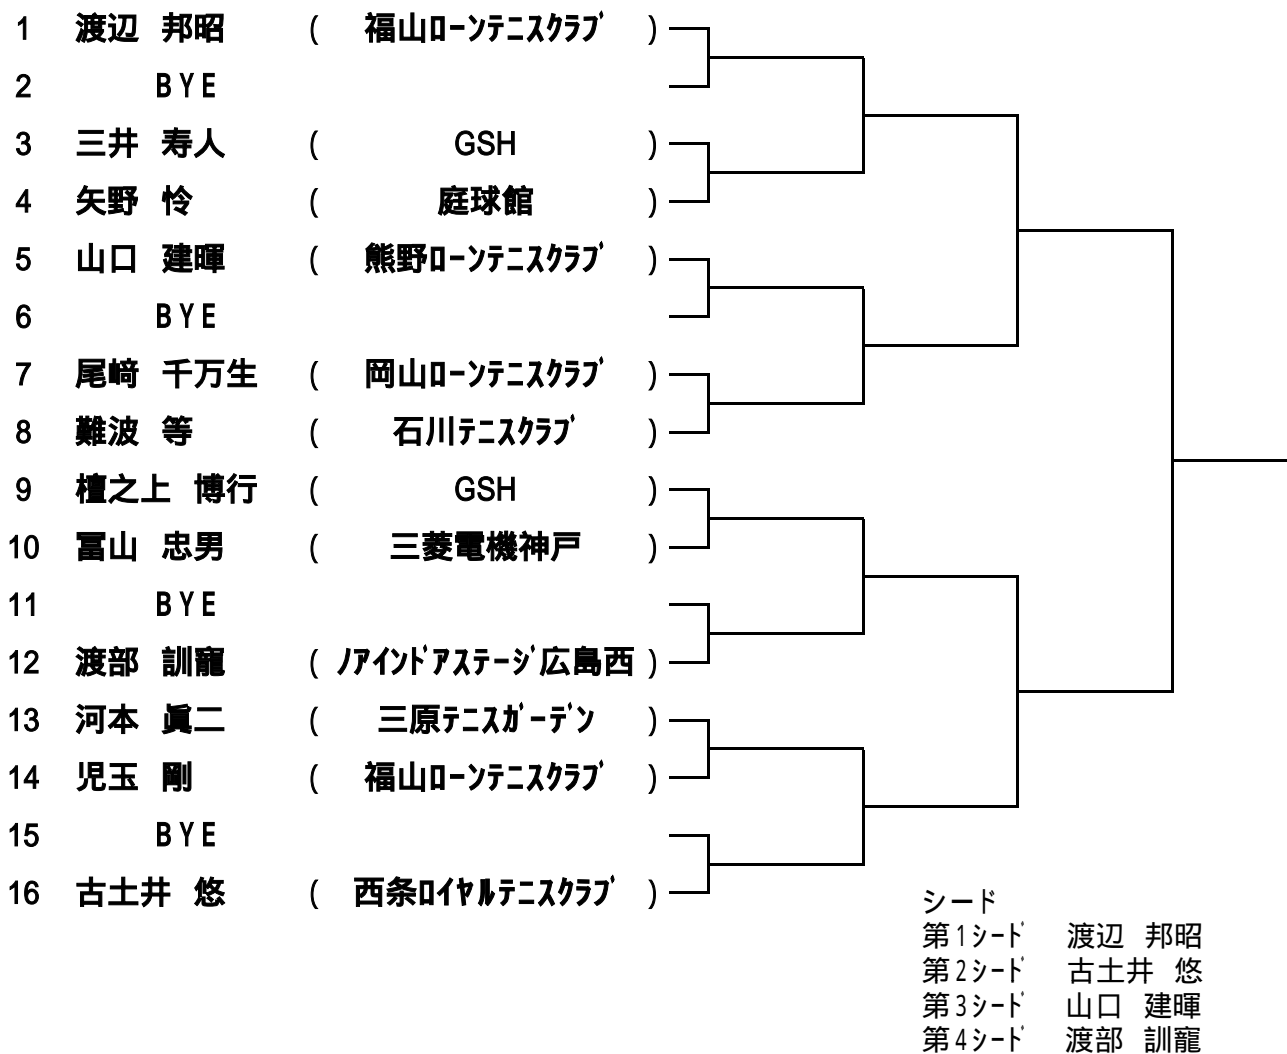 1 渡辺 邦昭 ( 福山ﾛｰﾝﾃﾆｽｸﾗﾌﾞ )
2 BYE
3 三井 寿人 ( GSH )
4 矢野 怜 ( 庭球館 )
5 山口 建暉 ( 熊野ﾛｰﾝﾃﾆｽｸﾗﾌﾞ )
6 BYE
7 尾﨑 千万生 ( 岡山ﾛｰﾝﾃﾆｽｸﾗﾌﾞ )
8 難波 等 ( 石川ﾃﾆｽｸﾗﾌﾞ )
9 檀之上 博行 ( GSH )
10 冨山 忠男 ( 三菱電機神戸 )
11 BYE
12 渡部 訓寵 ( ﾉｱｲﾝﾄﾞｱｽﾃｰｼﾞ広島西 )
13 河本 眞二 ( 三原ﾃﾆｽｶﾞｰﾃﾞﾝ )
14 児玉 剛 ( 福山ﾛｰﾝﾃﾆｽｸﾗﾌﾞ )
15 BYE
16 古土井 悠 ( 西条ﾛｲﾔﾙﾃﾆｽｸﾗﾌﾞ )
シード
第1ｼｰﾄﾞ 渡辺 邦昭
第2ｼｰﾄﾞ 古土井 悠
第3ｼｰﾄﾞ 山口 建暉
第4ｼｰﾄﾞ 渡部 訓寵